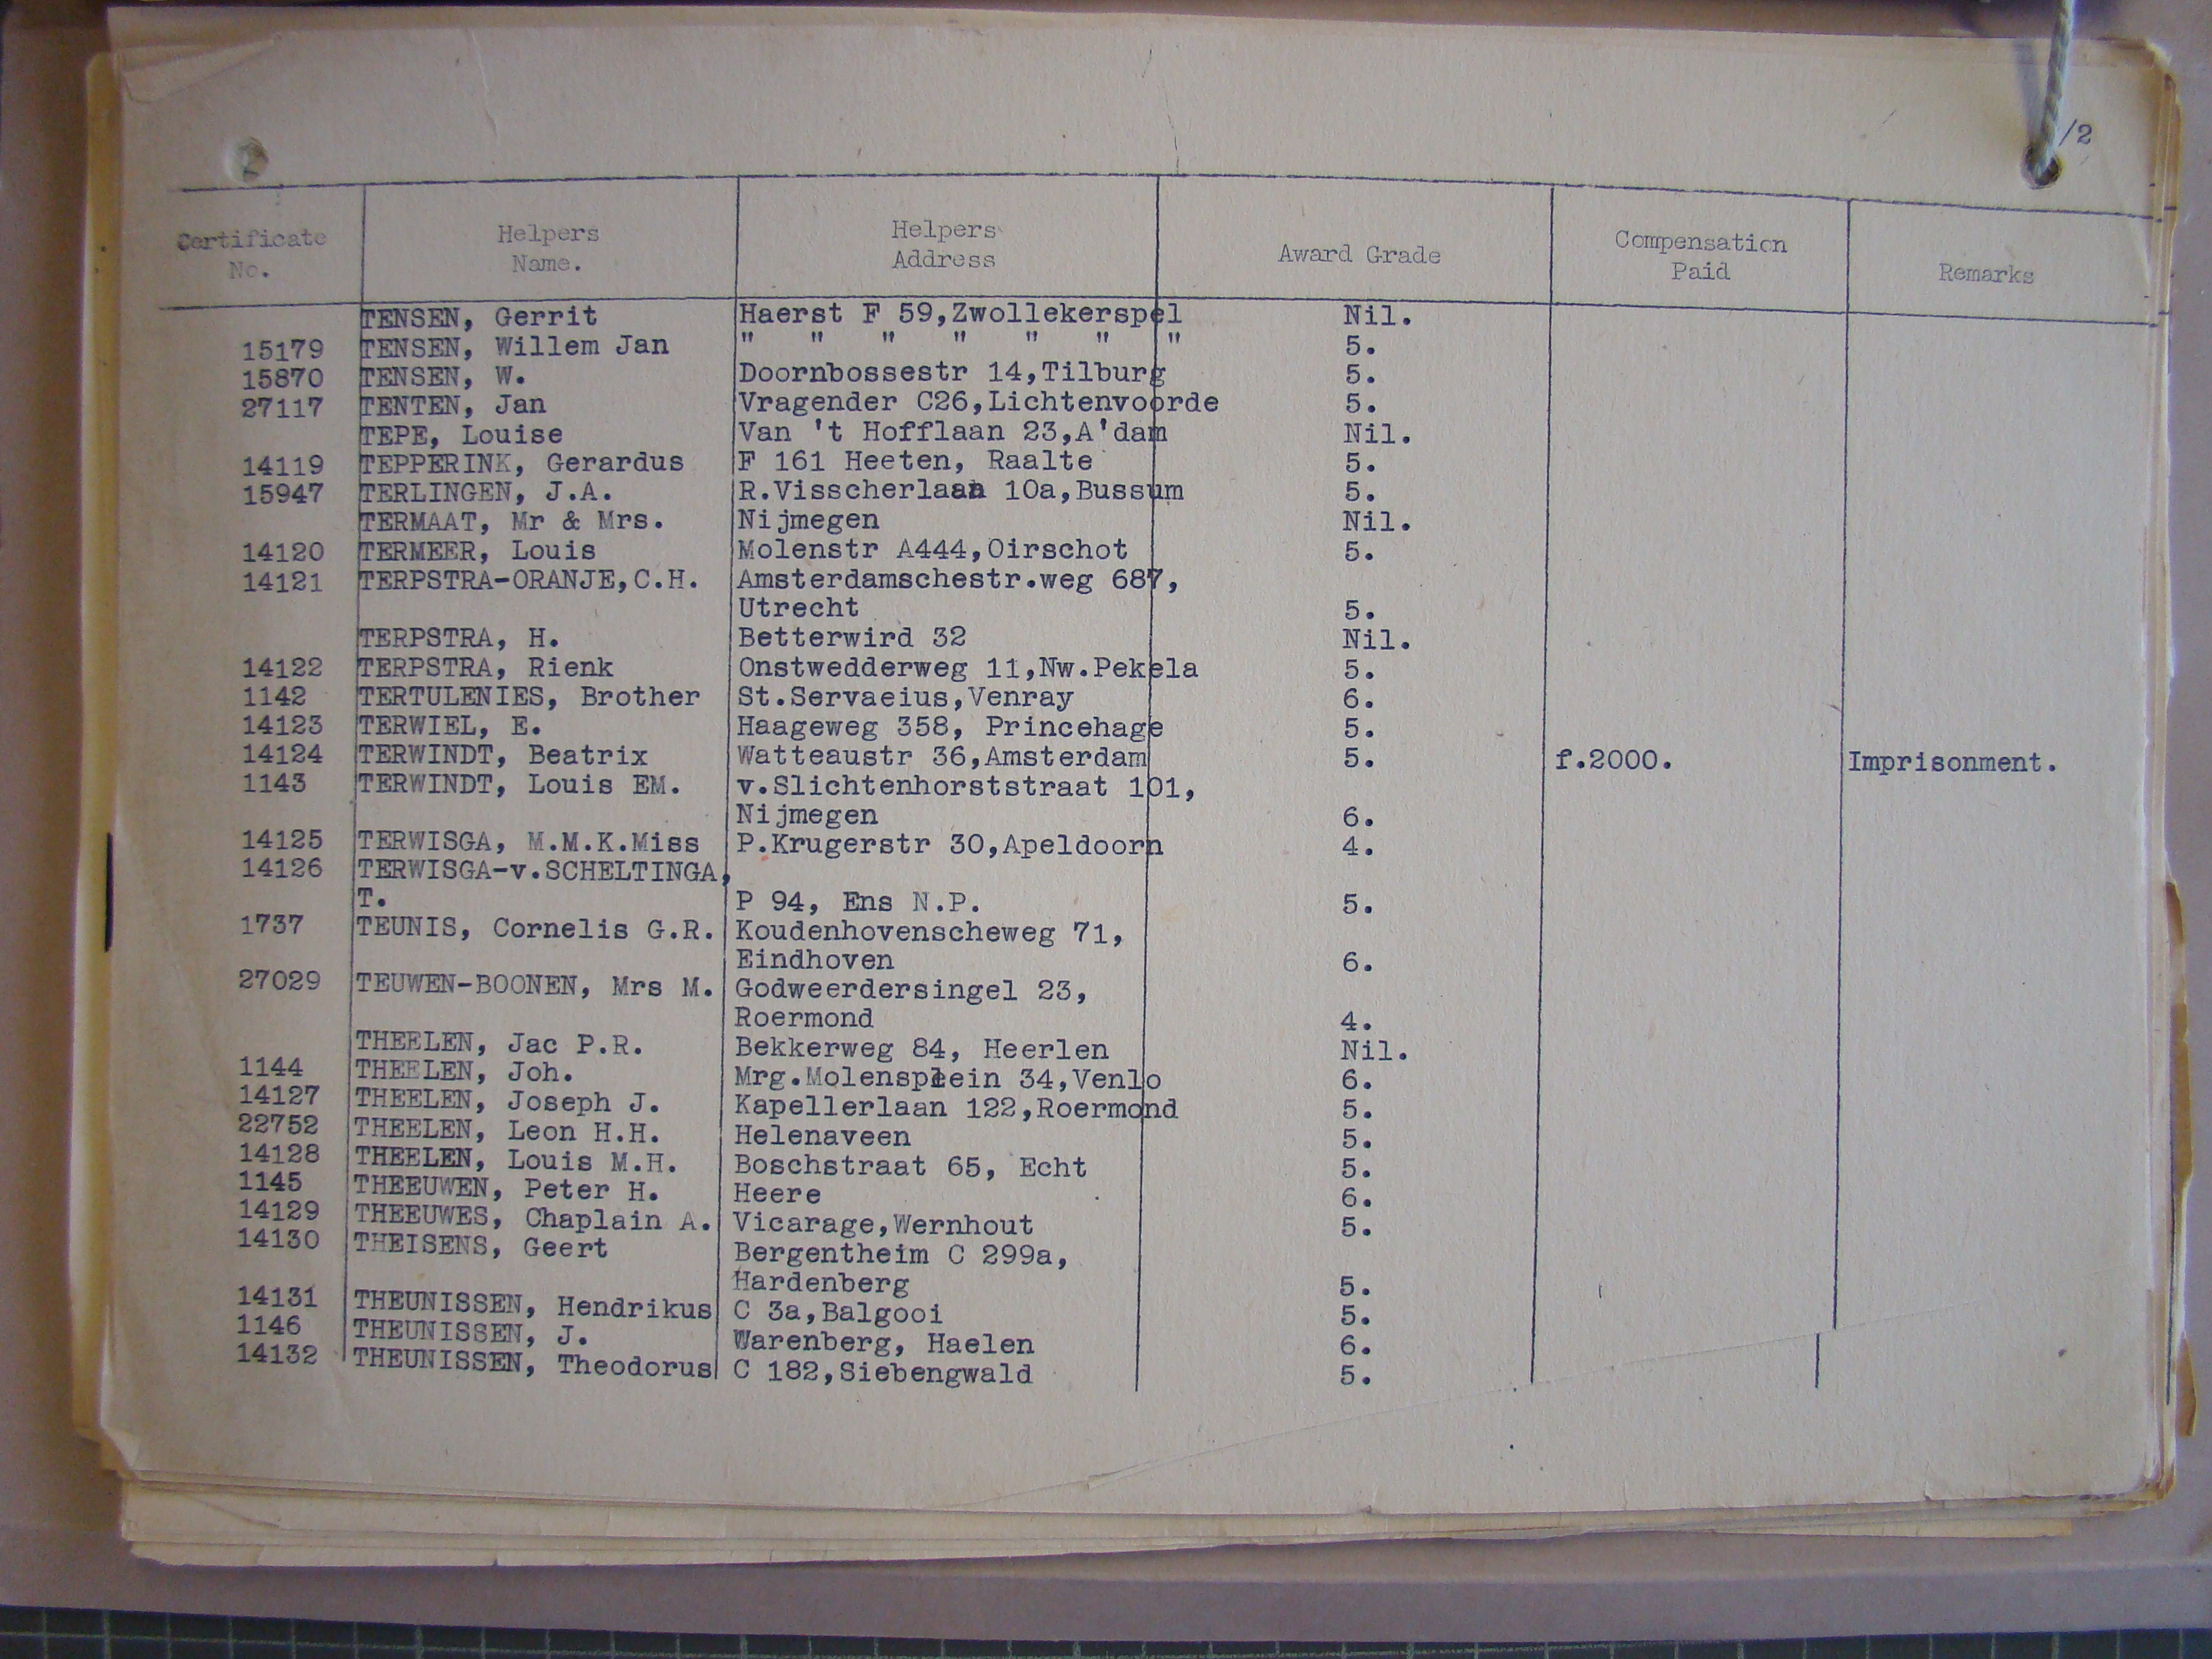 /2
Certificate No. Helpers Name. Helpers Address Award Grade Compensation Paid Remarks
TENSEN, Gerrit Haerst F 59,Zwollekerspel Nil.
15179 TENSEN, Willem Jan " " " " " " " 5.
15870 TENSEN, W. Doornbossestr 14,Tilburg 5.
27117 TENTEN, Jan Vragender C26,Lichtenvoorde 5.
TEPE, Louise Van 't Hofflaan 23,A'dam Nil.
14119 TEPPERINK, Gerardus F 161 Heeten, Raalte 5.
15947 TERLINGEN, J.A. R.Visscherlaan 10a,Bussum 5.
TERMAAT, Mr & Mrs. Nijmegen Nil.
14120 TERMEER, Louis Molenstr A444,Oirschot 5.
14121 TERPSTRA-ORANJE,C.H. Amsterdamschestr.weg 687,
Utrecht 5.
TERPSTRA, H. Betterwird 32 Nil.
14122 TERPSTRA, Rienk Onstwedderweg 11,Nw.Pekela 5.
1142 TERTULENIES, Brother St.Servaeius,Venray 6.
14123 TERWIEL, E. Haageweg 358, Princehage 5.
14124 TERWINDT, Beatrix Watteaustr 36,Amsterdam 5. f.2000. Imprisonment.
1143 TERWINDT, Louis EM. v.Slichtenhorststraat 101,
Nijmegen 6.
14125 TERWISGA, M.M.K.Miss P.Krugerstr 30,Apeldoorn 4.
14126 TERWISGA-v.SCHELTINGA,
T. P 94, Ens N.P. 5.
1737 TEUNIS, Cornelis G.R. Koudenhovenscheweg 71,
Eindhoven 6.
27029 TEUWEN-BOONEN, Mrs M. Godweerdersingel 23,
Roermond 4.
THEELEN, Jac P.R. Bekkerweg 84, Heerlen Nil.
1144 THEELEN, Joh. Mrg.Molensplein 34,Venlo 6.
14127 THEELEN, Joseph J. Kapellerlaan 122,Roermond 5.
22752 THEELEN, Leon H.H. Helenaveen 5.
14128 THEELEN, Louis M.H. Boschstraat 65, Echt 5.
1145 THEEUWEN, Peter H. Heere 6.
14129 THEEUWES, Chaplain A. Vicarage,Wernhout 5.
14130 THEISENS, Geert Bergentheim C 299a,
Hardenberg 5.
14131 THEUNISSEN, Hendrikus C 3a,Balgooi 5.
1146 THEUNISSEN, J. Warenberg, Haelen 6.
14132 THEUNISSEN, Theodorus C 182,Siebengwald 5.